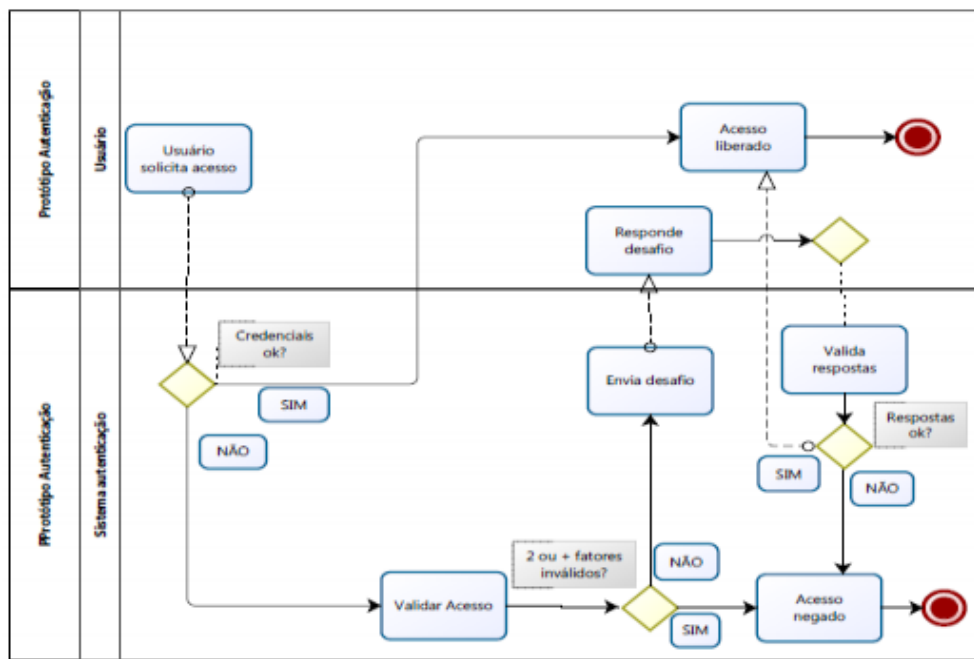 Protótipo Autenticação
Usuário
Usuário
solicita acesso
Acesso
liberado
Responde
desafio
PProtótipo Autenticação
Sistema autenticação
Credenciais
ok?
SIM
NÃO
Envia desafio
Valida
respostas
Respostas
ok?
SIM
NÃO
Validar Acesso
2 ou + fatores
inválidos?
NÃO
SIM
Acesso
negado